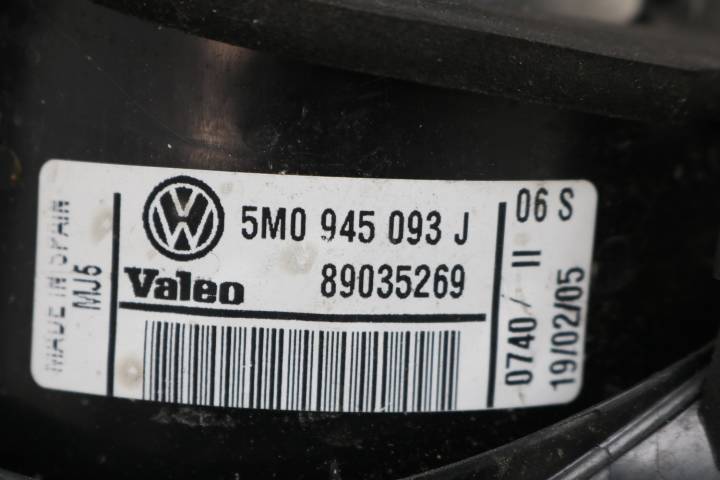 MADE IN SPAIN
MJ5
5M0 945 093 J
Valeo 89035269
06 S
0740/ II
19/02/05